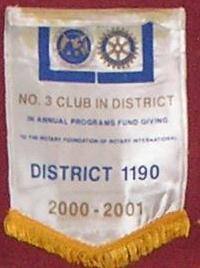 NO. 3 CLUB IN DISTRICT
IN ANNUAL PROGRAMS FUND GIVING
TO THE ROTARY FOUNDATION OF ROTARY INTERNATIONAL
DISTRICT 1190
2000-2001